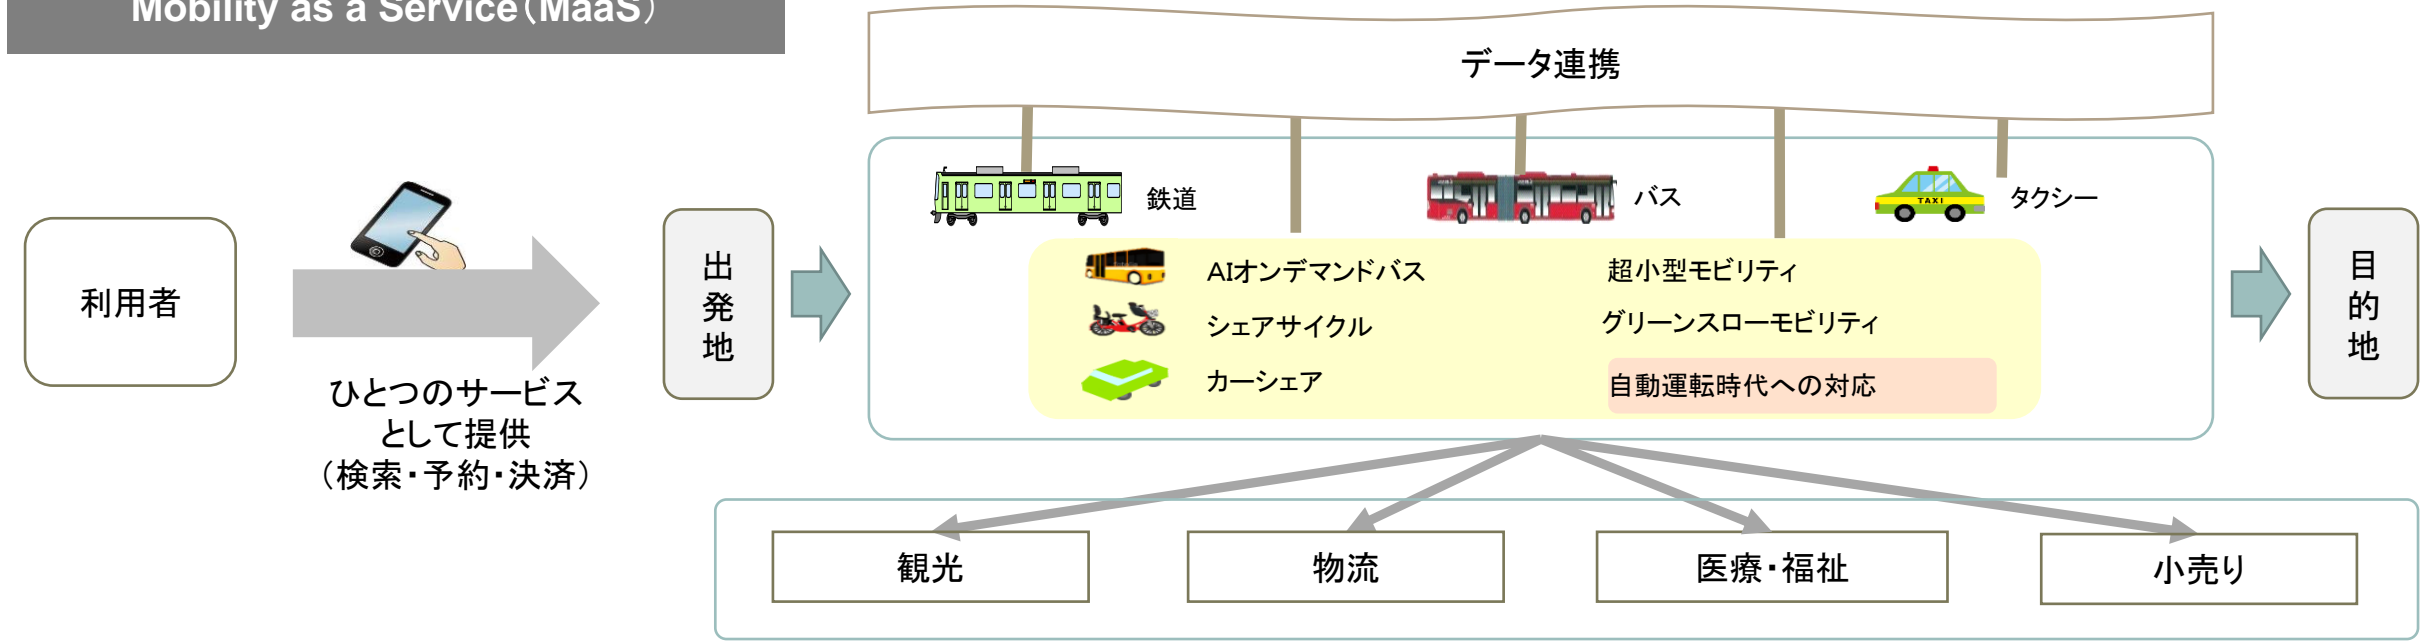 Mobility as a Service（MaaS）
データ連携
鉄道
バス
タクシー
TAXI
利用者
出発地
目的地
AIオンデマンドバス
超小型モビリティ
シェアサイクル
グリーンスローモビリティ
カーシェア
自動運転時代への対応
ひとつのサービス
として提供
（検索・予約・決済）
観光
物流
医療・福祉
小売り